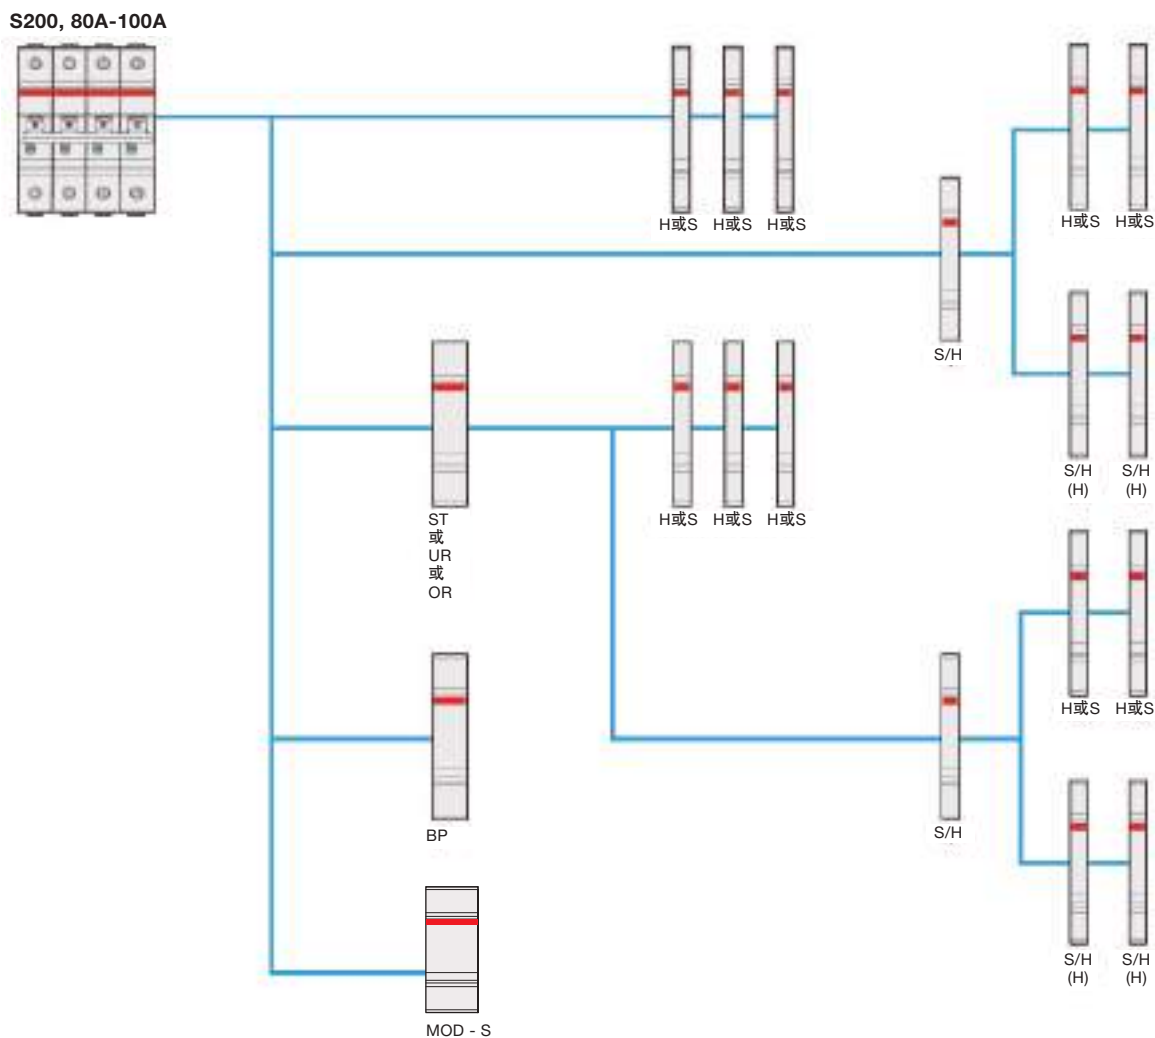 S200, 80A-100A
H或S H或S H或S
H或S H或S
S/H
S/H
(H)
S/H
(H)
ST
或
UR
或
OR
H或S H或S H或S
H或S H或S
BP
S/H
S/H
(H)
S/H
(H)
MOD - S